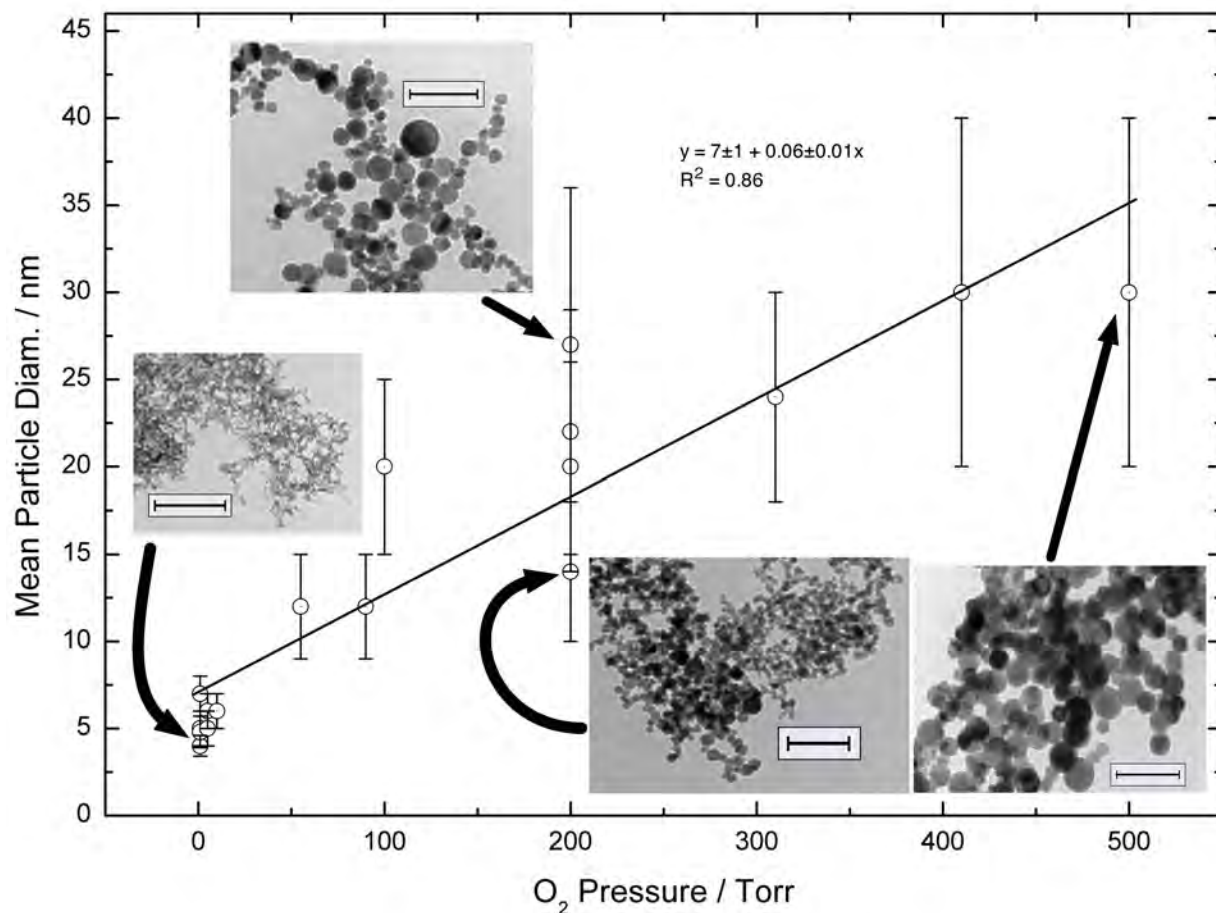 45
40
35
30
25
20
15
10
5
0
Mean Particle Diam. / nm
y = 7±1 + 0.06±0.01x
R² = 0.86
0 100 200 300 400 500
O₂ Pressure / Torr